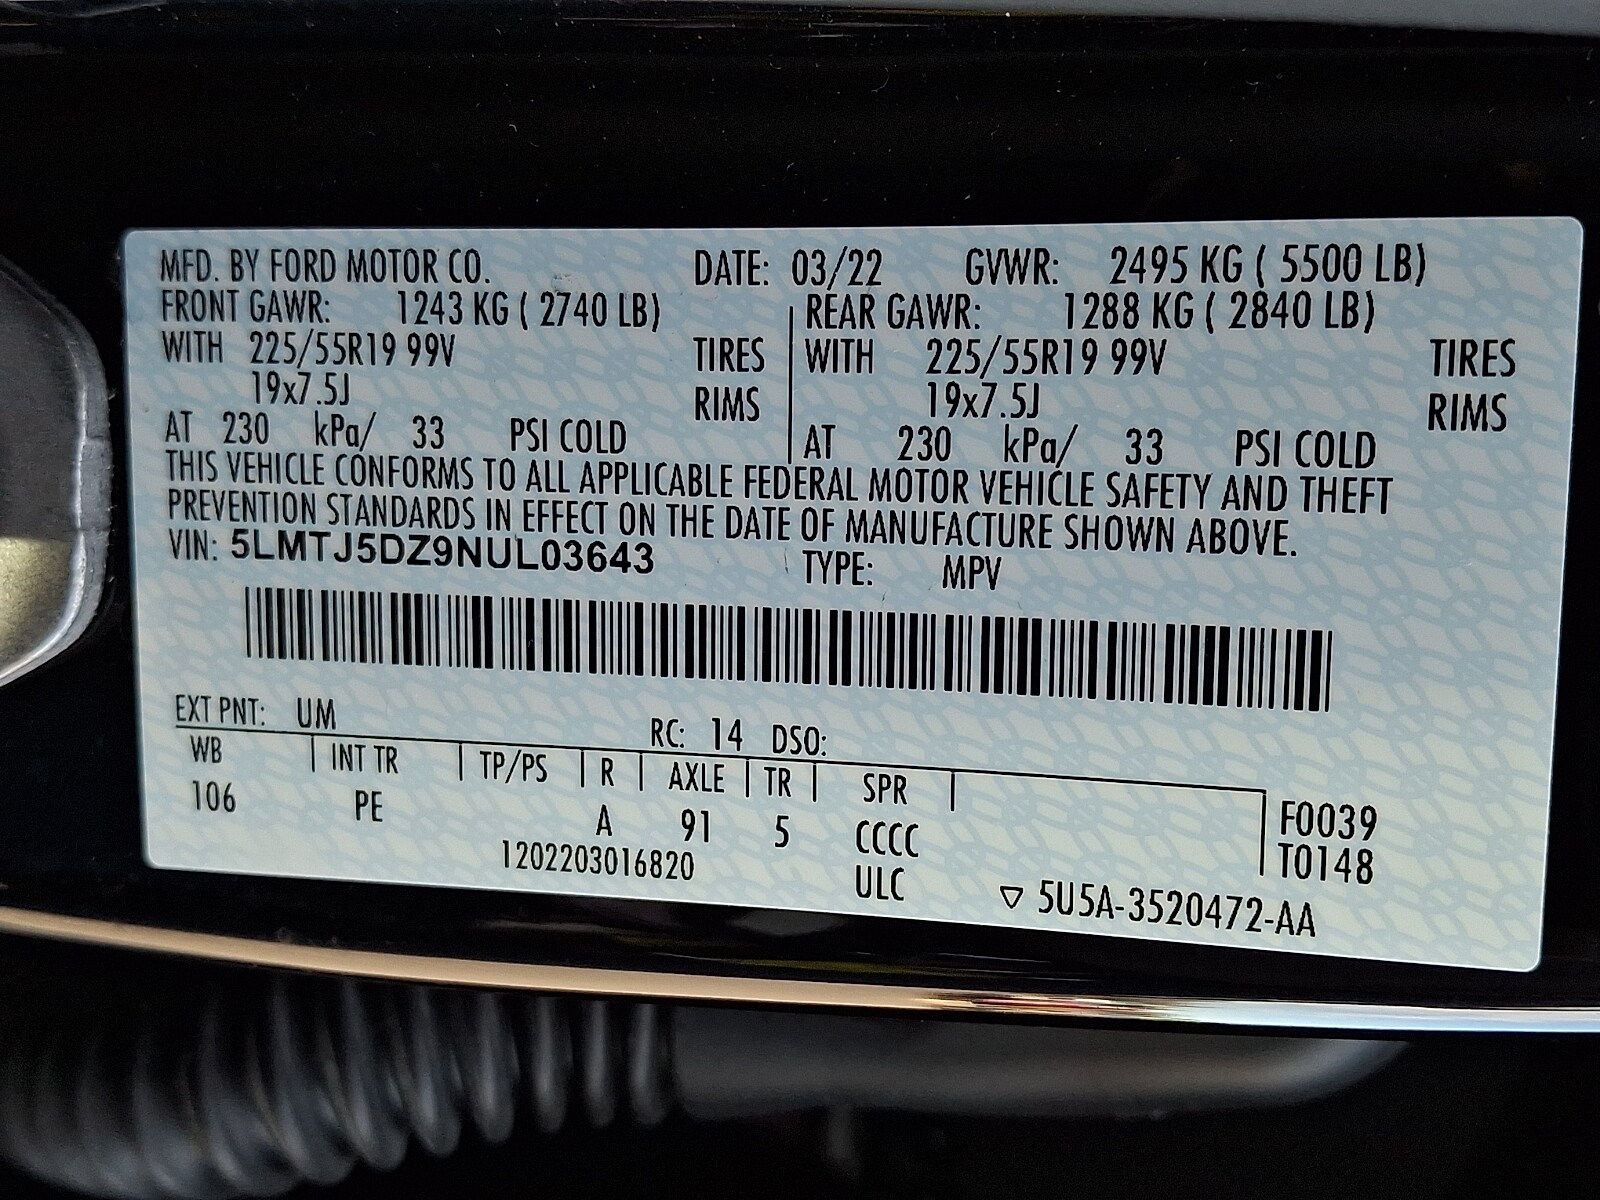 MFD. BY FORD MOTOR CO. DATE: 03/22 GVWR: 2495 KG ( 5500 LB)
FRONT GAWR: 1243 KG ( 2740 LB) REAR GAWR: 1288 KG ( 2840 LB)
WITH 225/55R19 99V TIRES WITH 225/55R19 99V TIRES
19x7.5J RIMS 19x7.5J RIMS
AT 230 kPa/ 33 PSI COLD AT 230 kPa/ 33 PSI COLD
THIS VEHICLE CONFORMS TO ALL APPLICABLE FEDERAL MOTOR VEHICLE SAFETY AND THEFT
PREVENTION STANDARDS IN EFFECT ON THE DATE OF MANUFACTURE SHOWN ABOVE.
VIN: 5LMTJ5DZ9NUL03643 TYPE: MPV
EXT PNT: UM RC: 14 DSO:
WB INT TR TP/PS R AXLE TR SPR
106 PE A 91 5 CCCC F0039
1202203016820 ULC T0148
▽ 5U5A-3520472-AA